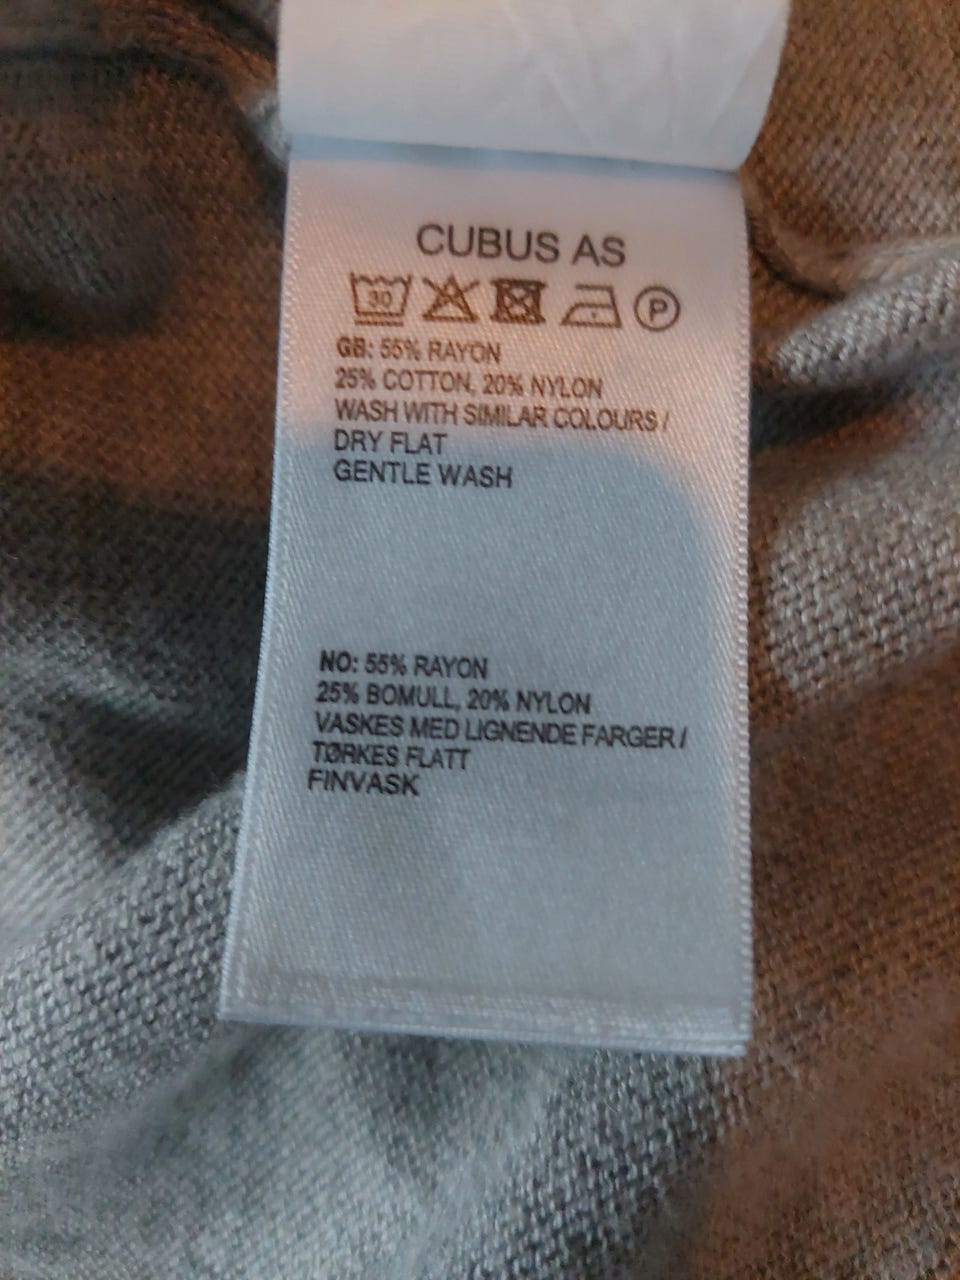 CUBUS AS
30 P
GB: 55% RAYON
25% COTTON, 20% NYLON
WASH WITH SIMILAR COLOURS /
DRY FLAT
GENTLE WASH
NO: 55% RAYON
25% BOMULL, 20% NYLON
VASKES MED LIGNENDE FARGER /
TØRKES FLATT
FINVASK